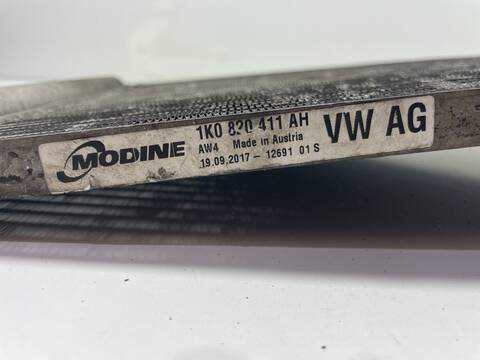 MODINE
1K0 820 411 AH
AW4 Made in Austria
19.09.2017 - 12691 01 S
VW AG